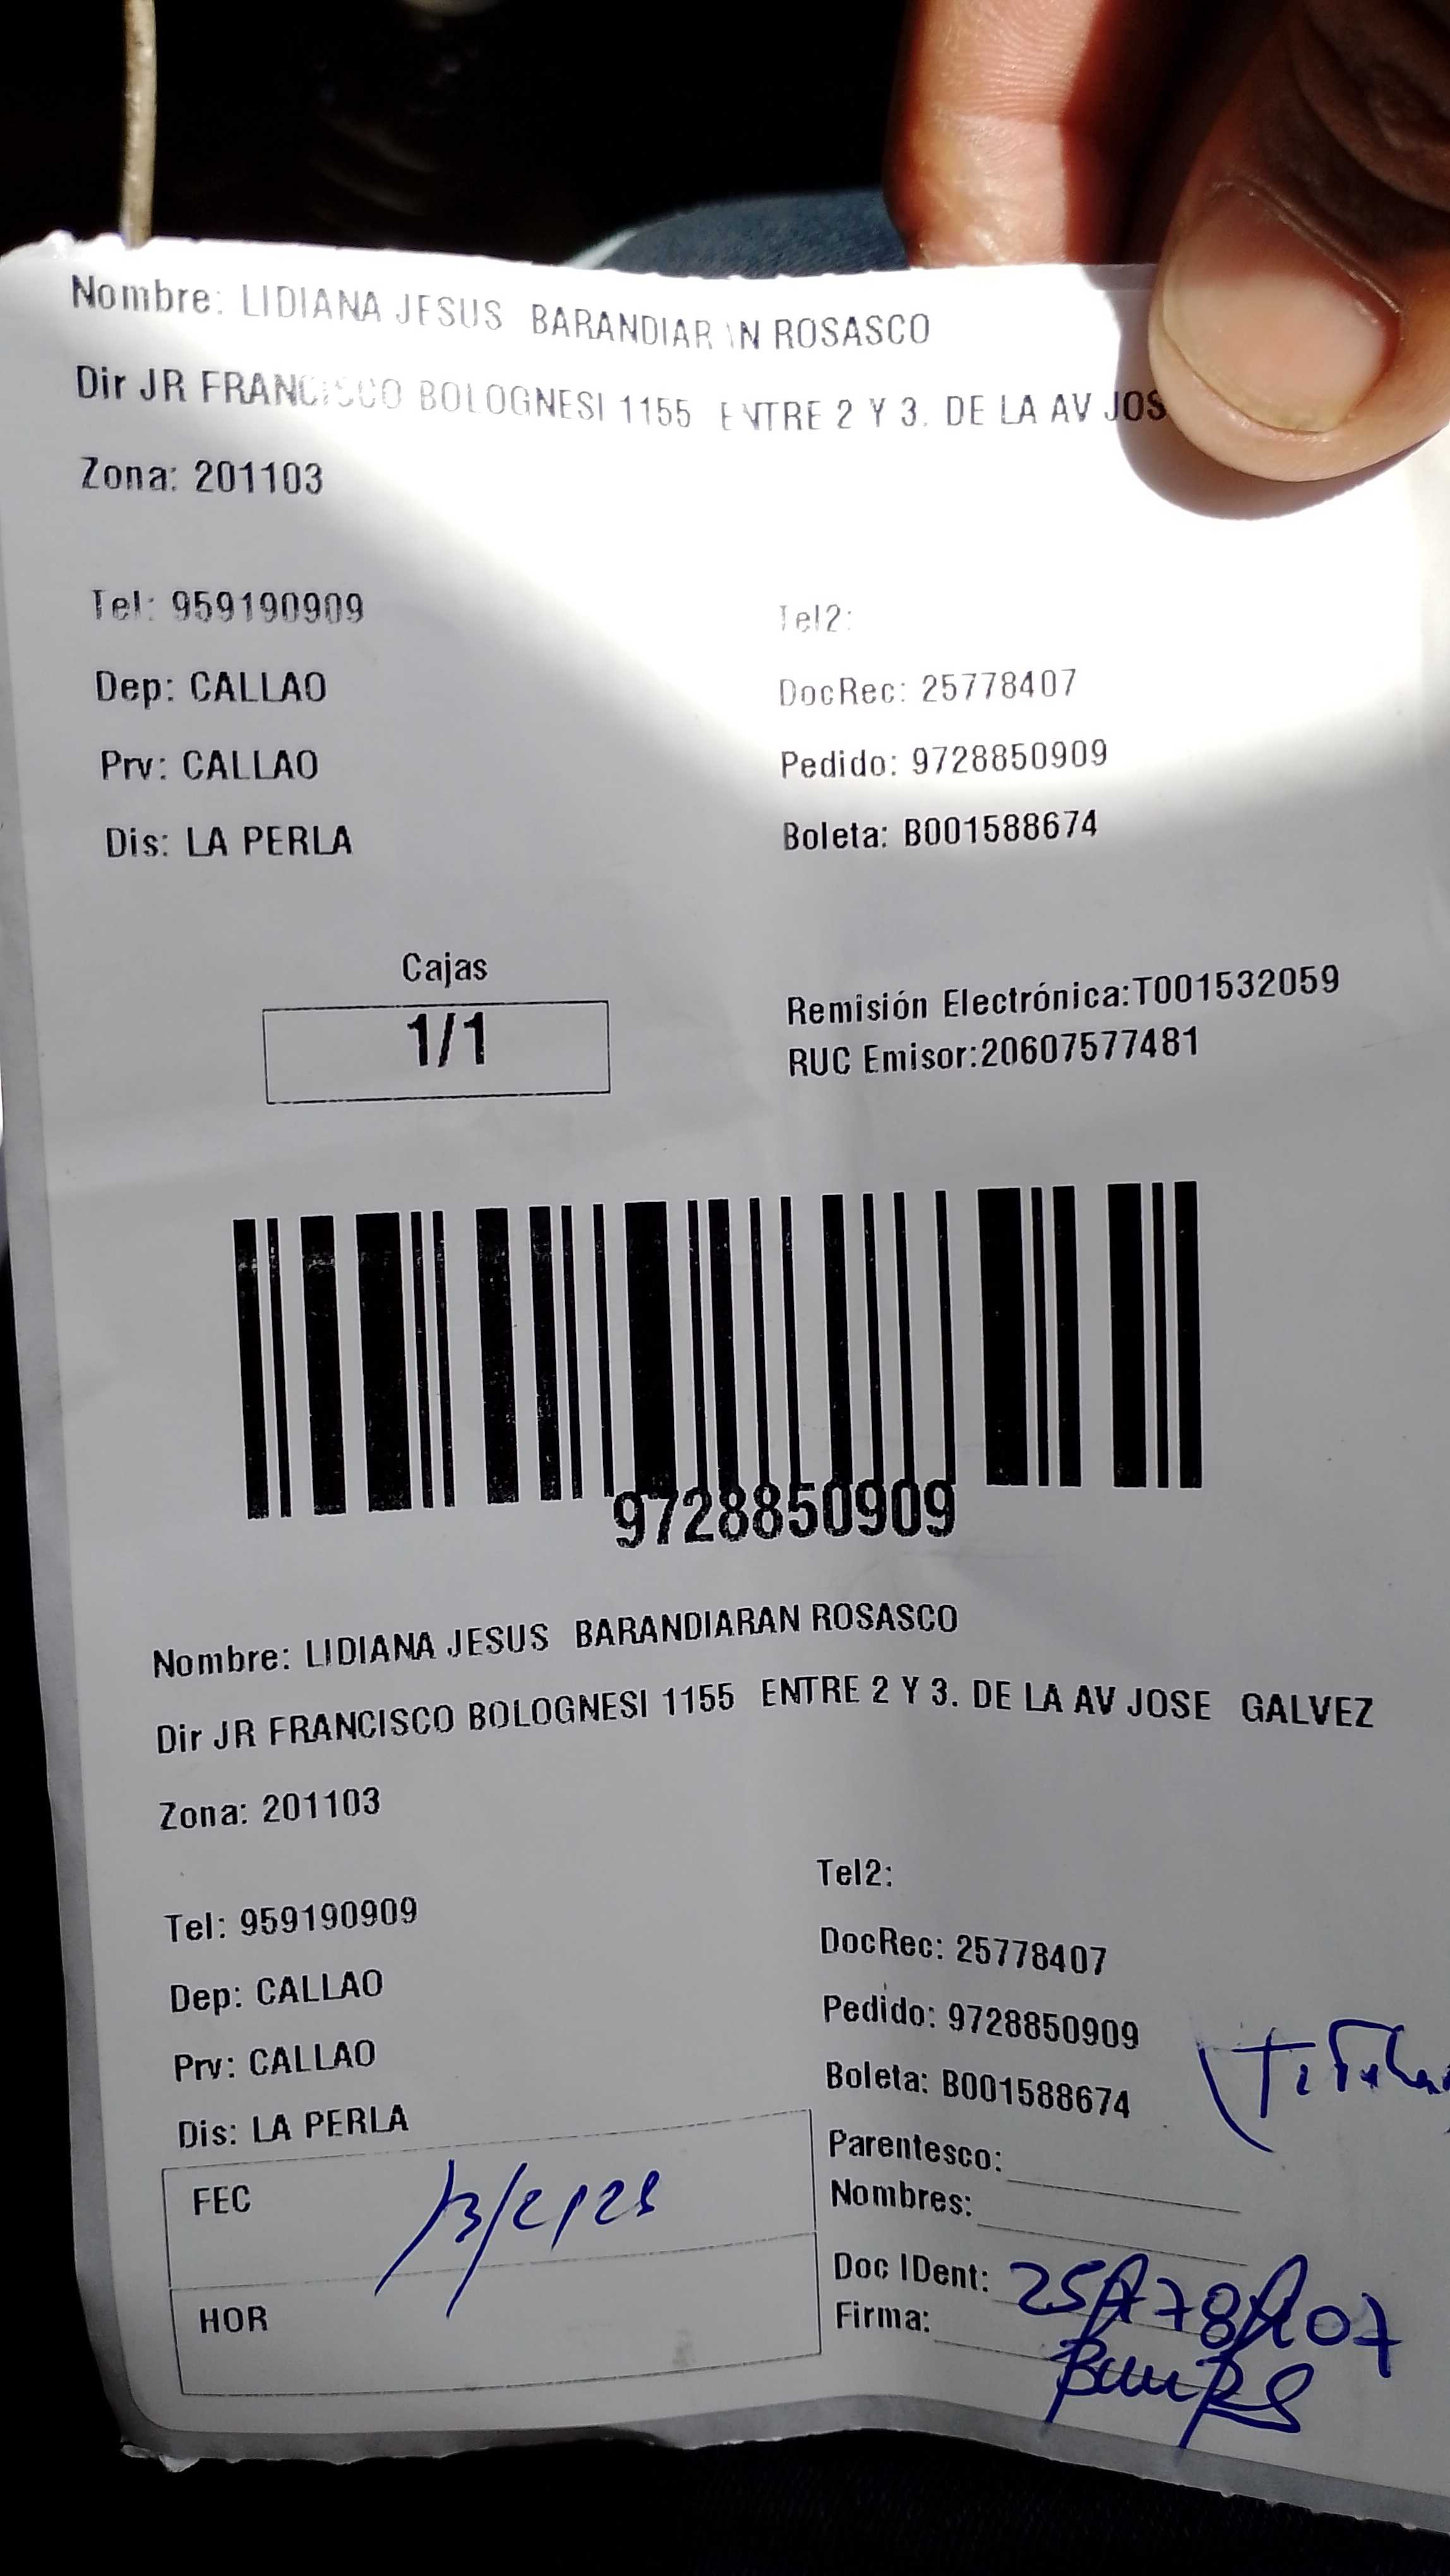 Nombre: LIDIANA JESUS BARANDIARAN ROSASCO
Dir JR FRANCISCO BOLOGNESI 1155 ENTRE 2 Y 3. DE LA AV JOS
Zona: 201103
Tel: 959190909 Tel2:
Dep: CALLAO DocRec: 25778407
Prv: CALLAO Pedido: 9728850909
Dis: LA PERLA Boleta: B001588674
Cajas
1/1
Remisión Electrónica:T001532059
RUC Emisor:20607577481
9728850909
Nombre: LIDIANA JESUS BARANDIARAN ROSASCO
Dir JR FRANCISCO BOLOGNESI 1155 ENTRE 2 Y 3. DE LA AV JOSE GALVEZ
Zona: 201103
Tel2:
Tel: 959190909 DocRec: 25778407
Dep: CALLAO Pedido: 9728850909
Prv: CALLAO Boleta: B001588674
Dis: LA PERLA Parentesco:
FEC Nombres:
Doc IDent: 25778407
HOR Firma: